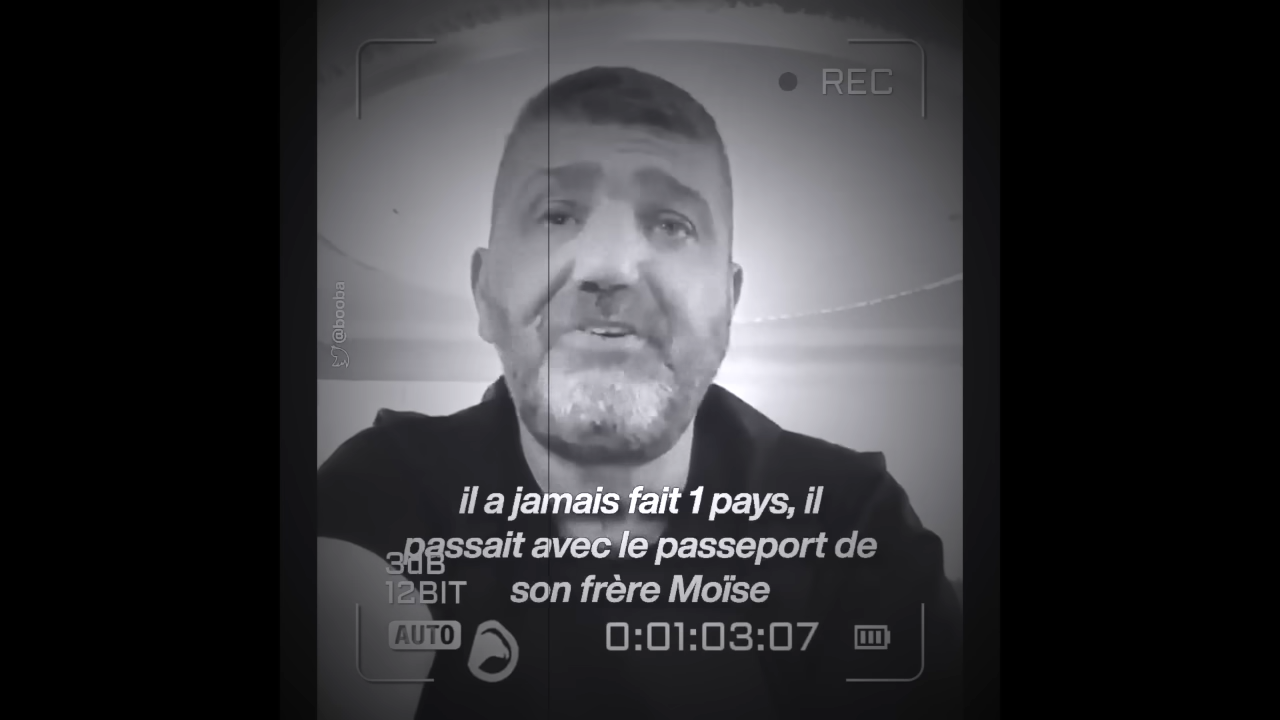 REC
@booba
il a jamais fait 1 pays, il
passait avec le passeport de
son frère Moïse
3dB
12BIT
AUTO
0:01:03:07